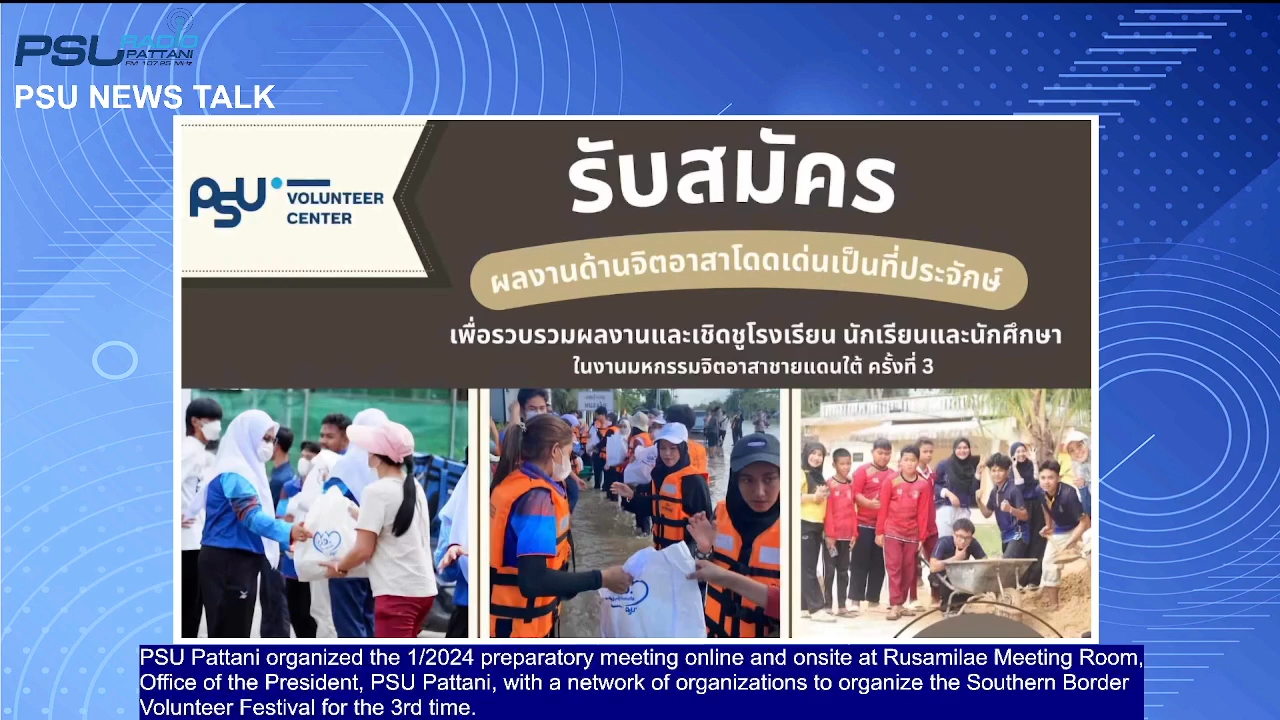 PSU RADIO
PATTANI
FM 107.25 MHz
PSU NEWS TALK
PSU VOLUNTEER
CENTER
รับสมัคร
ผลงานด้านจิตอาสาโดดเด่นเป็นที่ประจักษ์
เพื่อรวบรวมผลงานและเชิดชูโรงเรียน นักเรียนและนักศึกษา
ในงานมหกรรมจิตอาสาชายแดนใต้ ครั้งที่ 3
PSU Pattani organized the 1/2024 preparatory meeting online and onsite at Rusamilae Meeting Room,
Office of the President, PSU Pattani, with a network of organizations to organize the Southern Border
Volunteer Festival for the 3rd time.